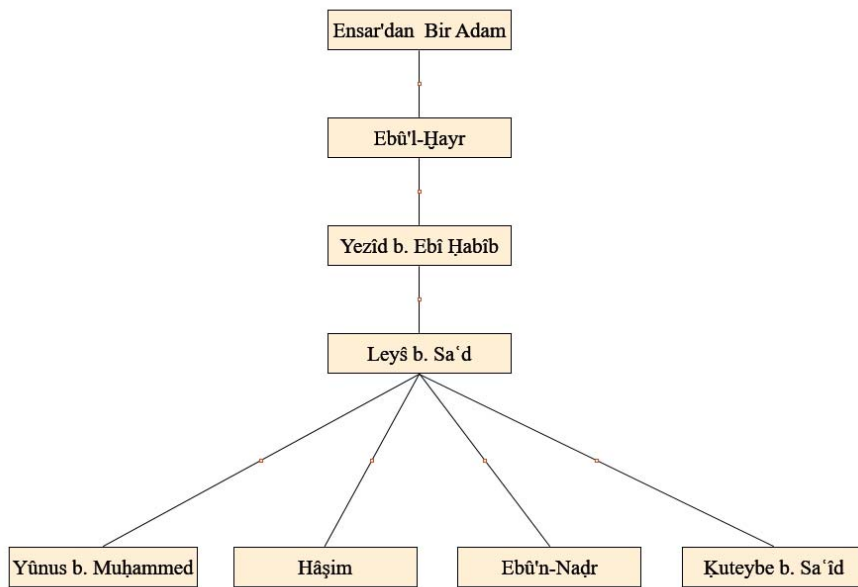 Ensar'dan Bir Adam
Ebû'l-Ḫayr
Yezîd b. Ebî Ḥabîb
Leyŝ b. Saʿd
Yûnus b. Muḥammed
Hâşim
Ebû'n-Naḍr
Ḳuteybe b. Saʿîd